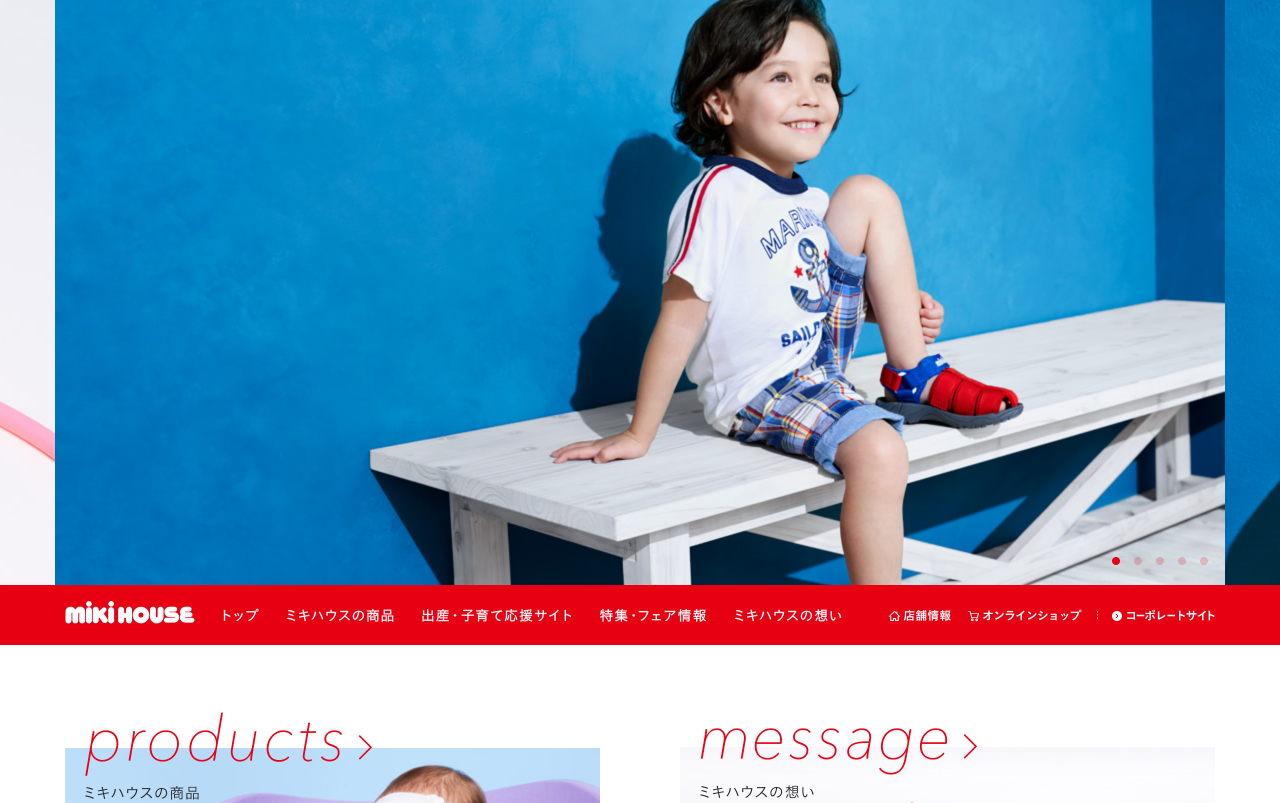 MARIN
SAIL
miki HOUSE
トップ
ミキハウスの商品
出産・子育て応援サイト
特集・フェア情報
ミキハウスの想い
店舗情報
オンラインショップ
コーポレートサイト
products
ミキハウスの商品
message
ミキハウスの想い